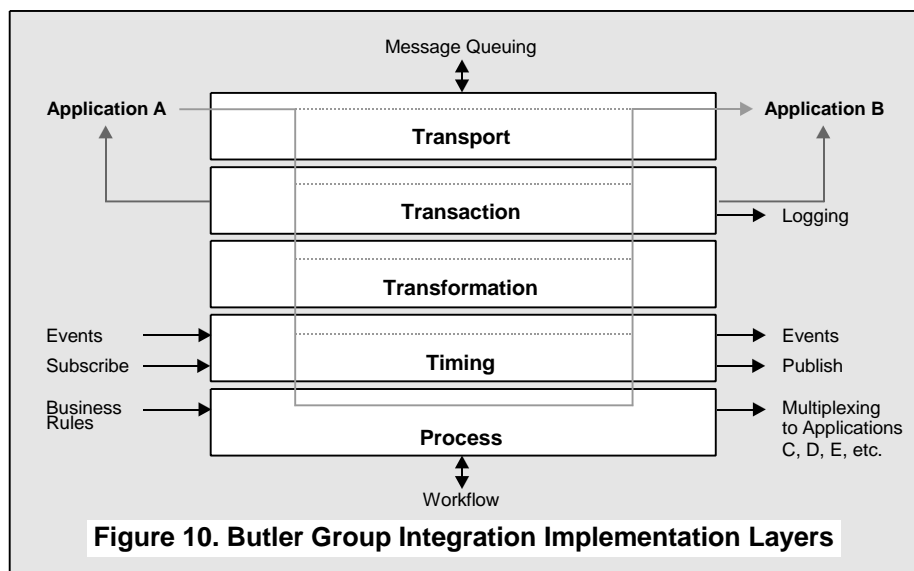 Message Queuing
Application A
Application B
Transport
Transaction
Logging
Transformation
Events
Events
Subscribe
Timing
Publish
Business
Rules
Multiplexing
to Applications
C, D, E, etc.
Process
Workflow
Figure 10. Butler Group Integration Implementation Layers